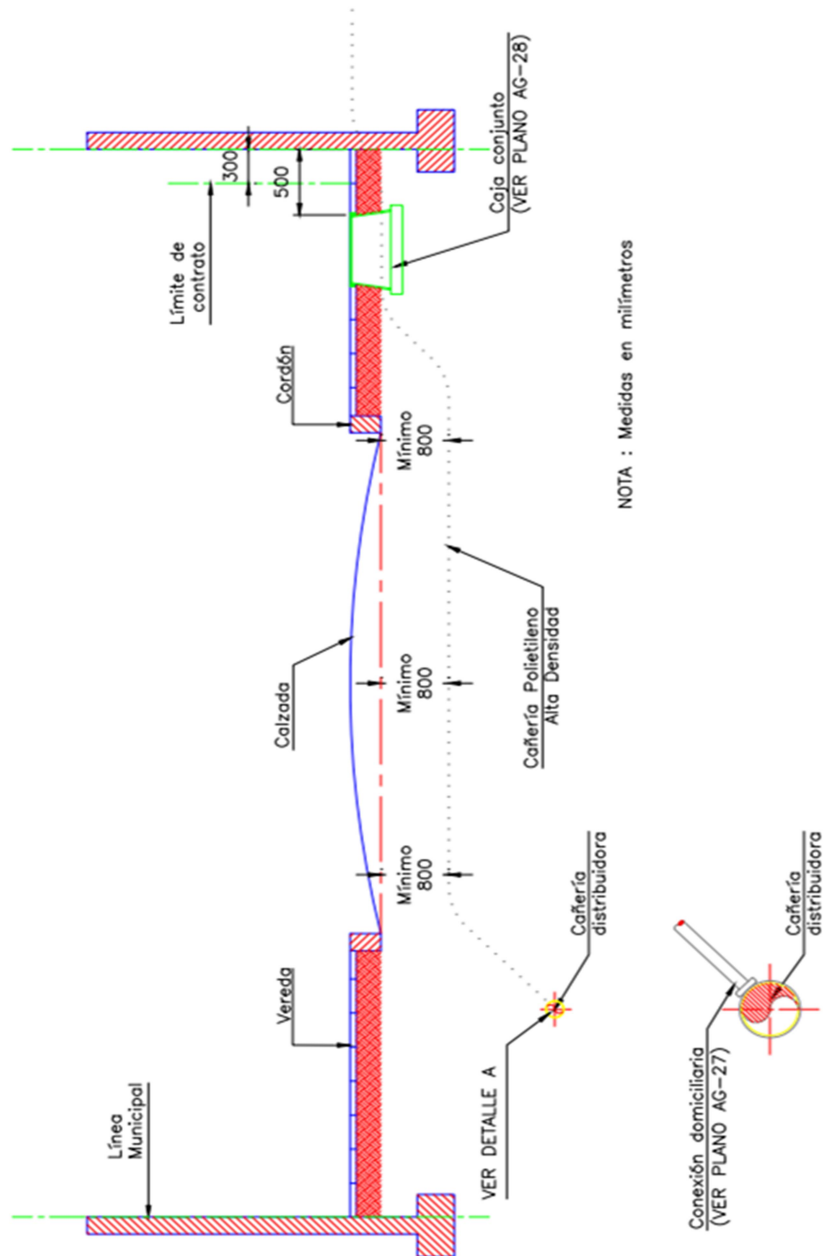 Línea
Municipal
Vereda
Calzada
Cordón
Límite de
contrato
300
500
Mínimo
800
Mínimo
800
Mínimo
800
Caja conjunto
(VER PLANO AG-28)
Cañería Polietileno
Alta Densidad
VER DETALLE A
Cañería
distribuidora
NOTA : Medidas en milímetros
Conexión domiciliaria
(VER PLANO AG-27)
Cañería
distribuidora